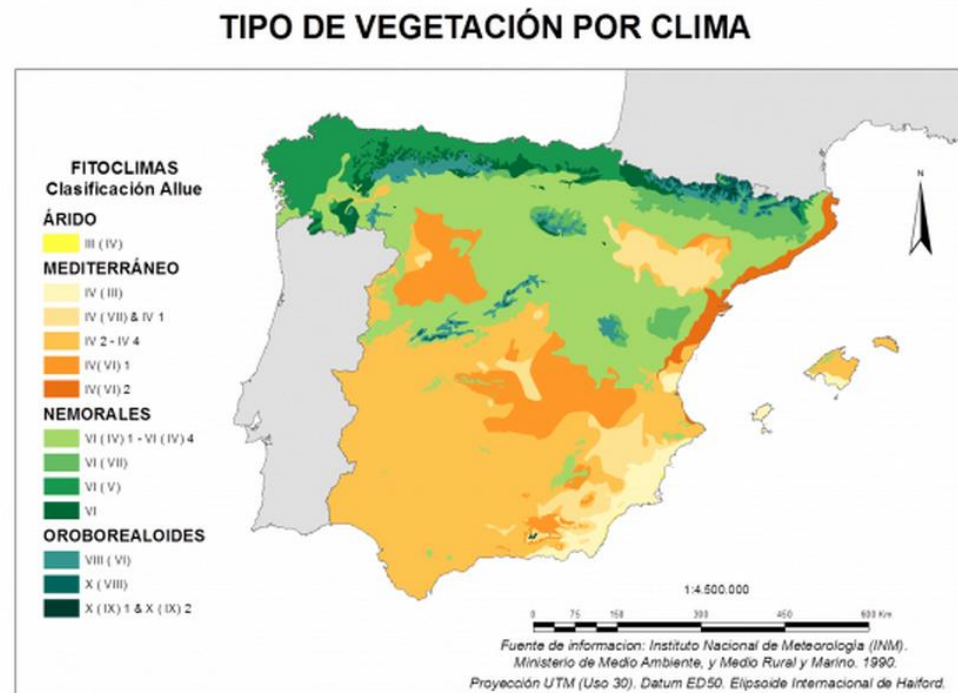 TIPO DE VEGETACIÓN POR CLIMA
FITOCLIMAS
Clasificación Allue
ÁRIDO
III ( IV)
MEDITERRÁNEO
IV ( III)
IV ( VII) & IV 1
IV 2 - IV 4
IV( VI) 1
IV( VI) 2
NEMORALES
VI ( IV) 1 - VI ( IV) 4
VI ( VII)
VI ( V)
VI
OROBOREALOIDES
VIII ( VI)
X ( VIII)
X ( IX) 1 & X ( IX) 2
N
1:4.500.000
0 75 150 300 450 600 Km
Fuente de informacion: Instituto Nacional de Meteorología (INM).
Ministerio de Medio Ambiente, y Medio Rural y Marino. 1990.
Proyección UTM (Uso 30). Datum ED50. Elipsoide Internacional de Haiford.